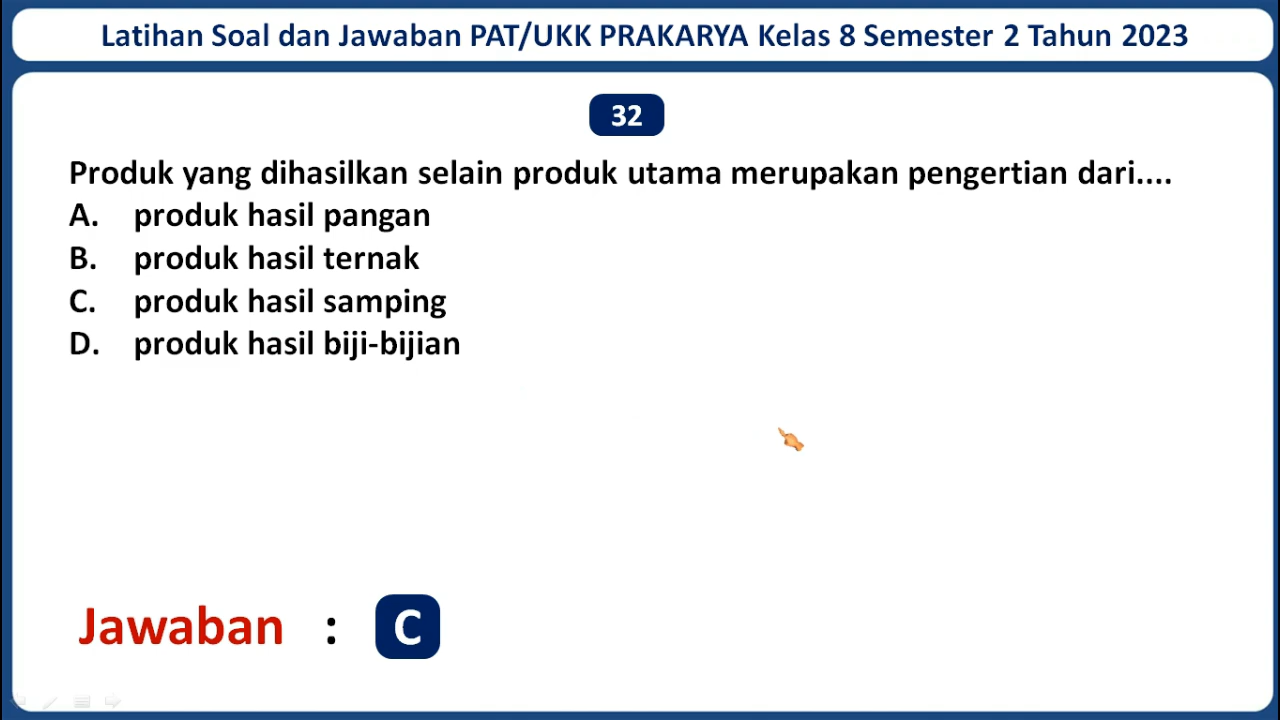 Latihan Soal dan Jawaban PAT/UKK PRAKARYA Kelas 8 Semester 2 Tahun 2023
32
Produk yang dihasilkan selain produk utama merupakan pengertian dari....
A. produk hasil pangan
B. produk hasil ternak
C. produk hasil samping
D. produk hasil biji-bijian
Jawaban : C